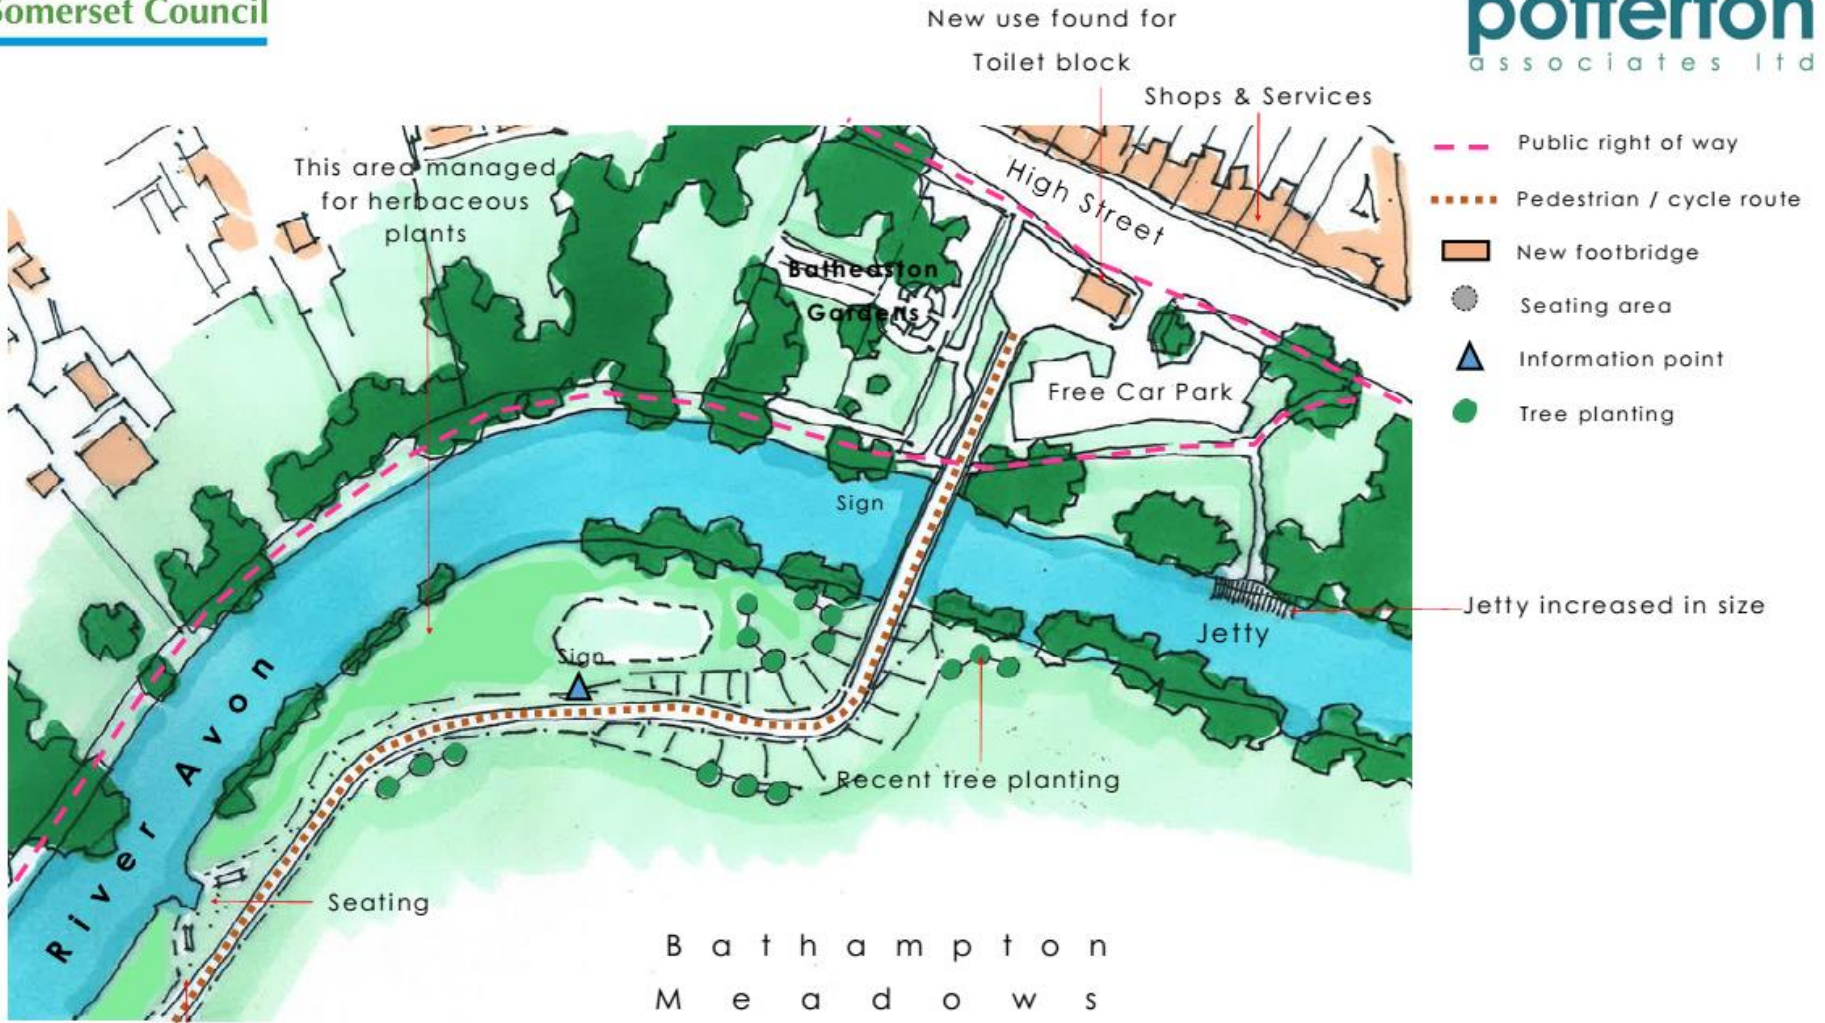 Somerset Council
New use found for
Toilet block
potterton
associates ltd
Shops & Services
Public right of way
Pedestrian / cycle route
New footbridge
Seating area
Information point
Tree planting
This area managed
for herbaceous
plants
High Street
Batheaston
Gardens
Free Car Park
Sign
Jetty increased in size
Jetty
Sign
River Avon
Recent tree planting
Seating
Bathampton
Meadows